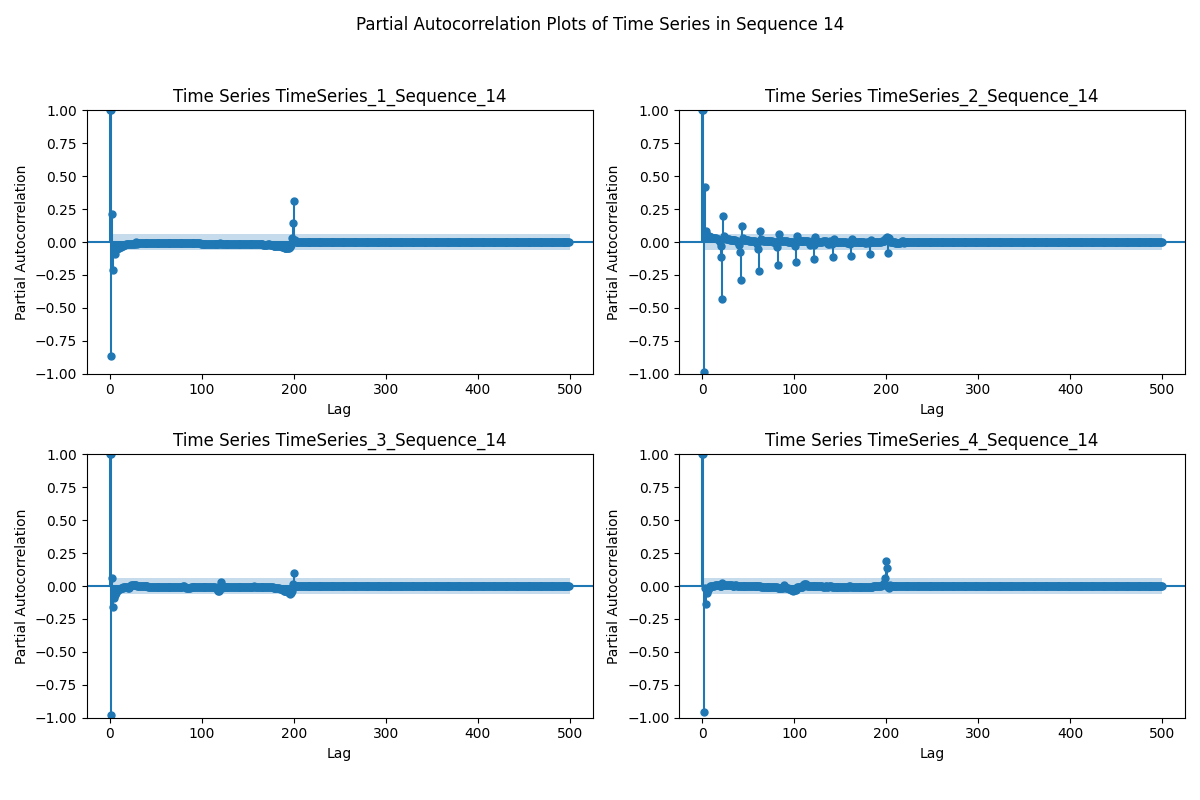 Partial Autocorrelation Plots of Time Series in Sequence 14
Time Series TimeSeries_1_Sequence_14
Partial Autocorrelation
1.00
0.75
0.50
0.25
0.00
−0.25
−0.50
−0.75
−1.00
0 100 200 300 400 500
Lag
Time Series TimeSeries_2_Sequence_14
Partial Autocorrelation
1.00
0.75
0.50
0.25
0.00
−0.25
−0.50
−0.75
−1.00
0 100 200 300 400 500
Lag
Time Series TimeSeries_3_Sequence_14
Partial Autocorrelation
1.00
0.75
0.50
0.25
0.00
−0.25
−0.50
−0.75
−1.00
0 100 200 300 400 500
Lag
Time Series TimeSeries_4_Sequence_14
Partial Autocorrelation
1.00
0.75
0.50
0.25
0.00
−0.25
−0.50
−0.75
−1.00
0 100 200 300 400 500
Lag